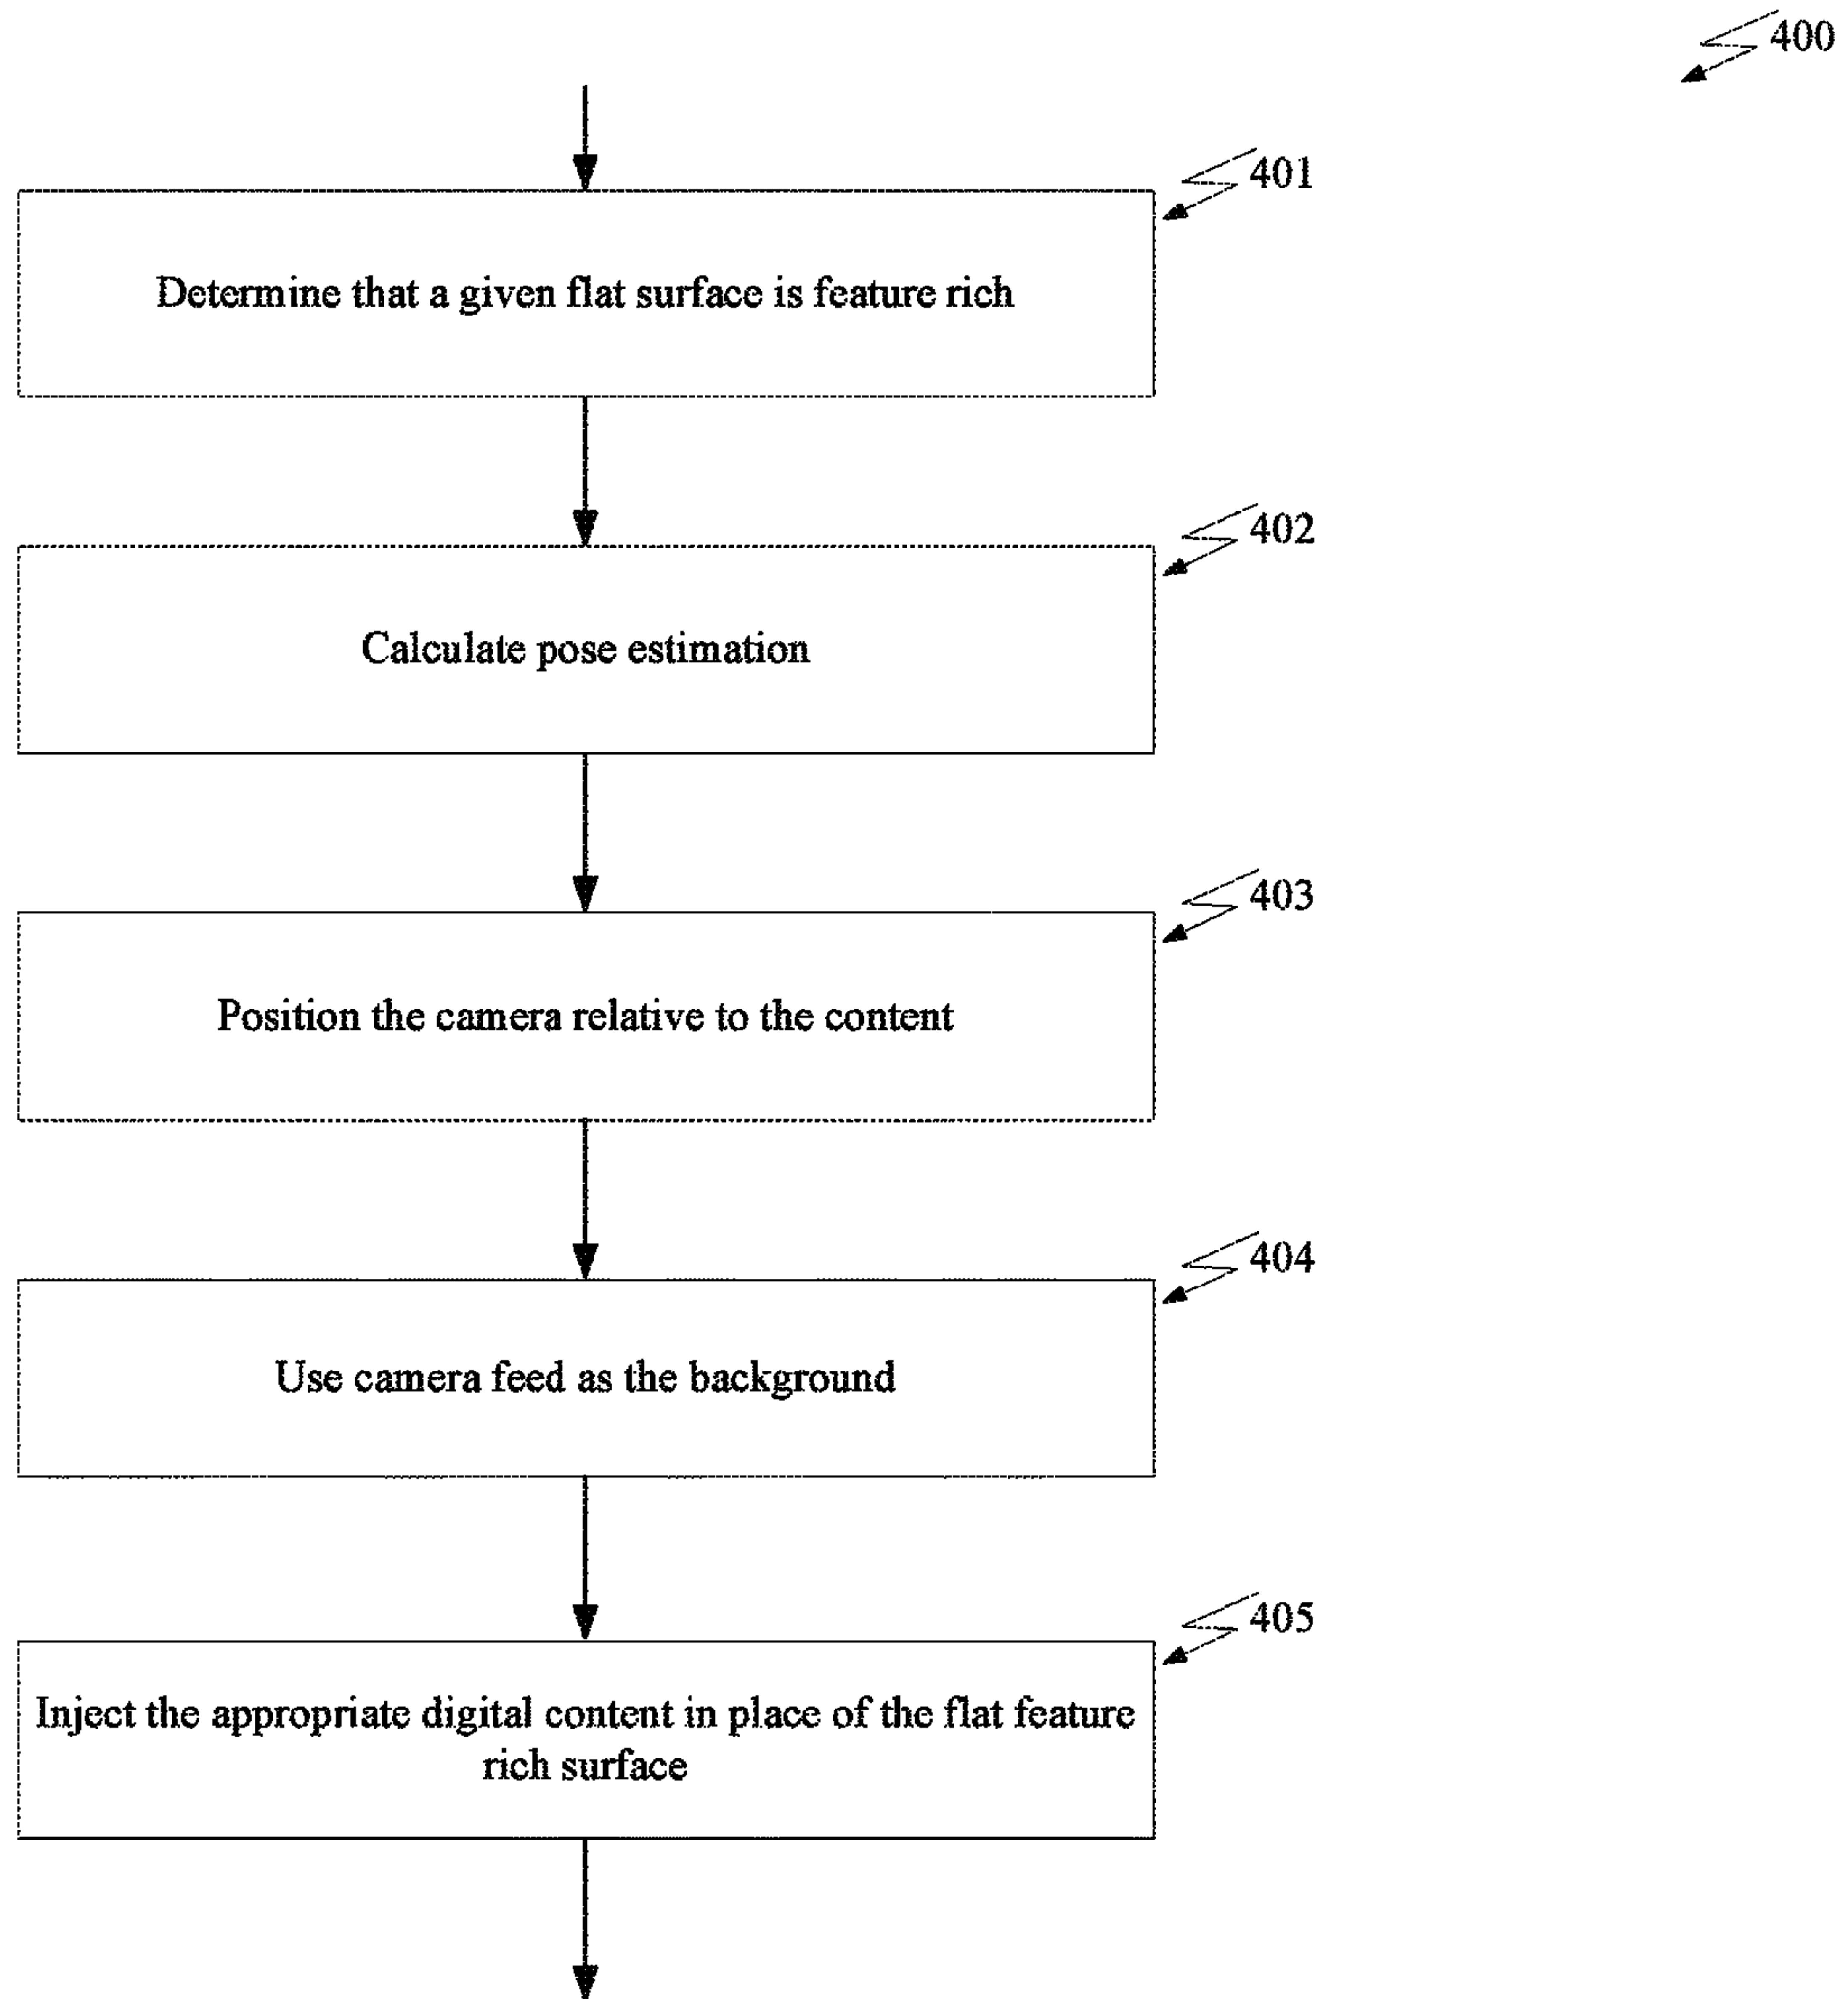 400
401
Determine that a given flat surface is feature rich
402
Calculate pose estimation
403
Position the camera relative to the content
404
Use camera feed as the background
405
Inject the appropriate digital content in place of the flat feature
rich surface